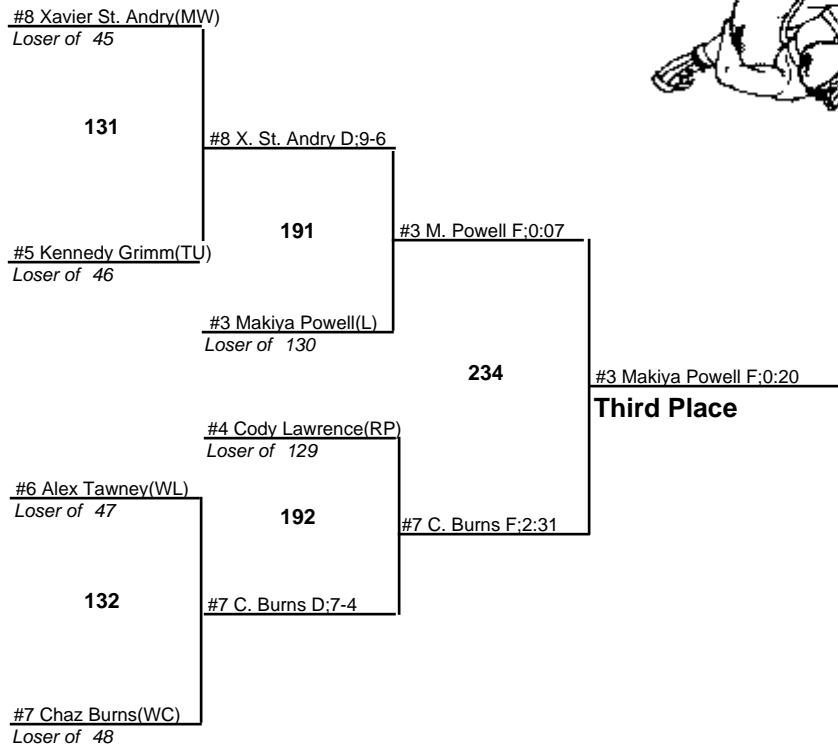 #8 Xavier St. Andry(MW)
Loser of 45
131
#8 X. St. Andry D;9-6
#5 Kennedy Grimm(TU)
Loser of 46
191
#3 M. Powell F;0:07
#3 Makiya Powell(L)
Loser of 130
234
#3 Makiya Powell F;0:20
Third Place
#4 Cody Lawrence(RP)
Loser of 129
#6 Alex Tawney(WL)
Loser of 47
192
#7 C. Burns F;2:31
132
#7 C. Burns D;7-4
#7 Chaz Burns(WC)
Loser of 48